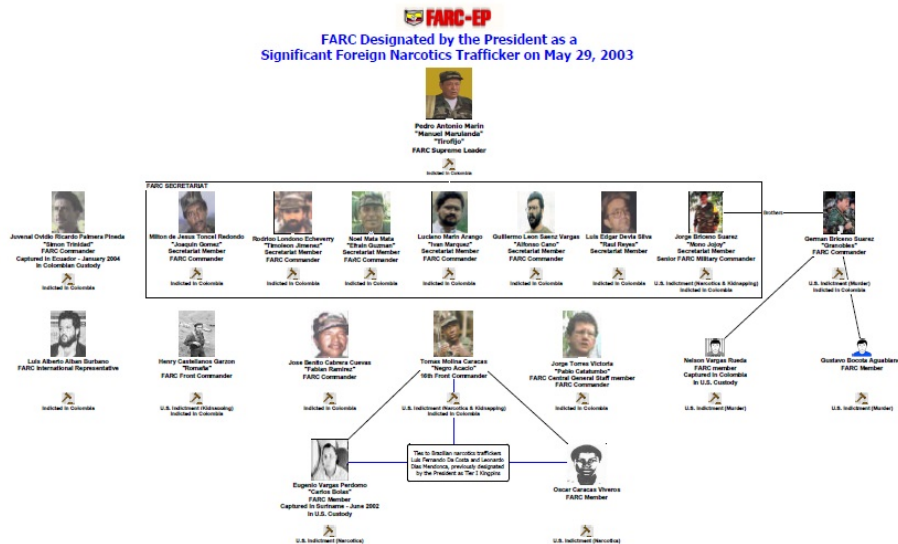 FARC-EP
FARC Designated by the President as a
Significant Foreign Narcotics Trafficker on May 29, 2003
Pedro Antonio Marin
"Manuel Marulanda"
"Tirofijo"
FARC Supreme Leader
Indicted in Colombia
FARC SECRETARIAT
Juvenal Ovidio Ricardo Palmera Pineda
"Simon Trinidad"
FARC Commander
Captured in Ecuador - January 2004
In Colombian Custody
Indicted in Colombia
Milton de Jesus Toncel Redondo
"Joaquin Gomez"
Secretariat Member
FARC Commander
Indicted in Colombia
Rodrigo Londono Echeverry
"Timoleon Jimenez"
Secretariat Member
FARC Commander
Indicted in Colombia
Noel Mata Mata
"Efrain Guzman"
Secretariat Member
FARC Commander
Indicted in Colombia
Luciano Marin Arango
"Ivan Marquez"
Secretariat Member
FARC Commander
Indicted in Colombia
Guillermo Leon Saenz Vargas
"Alfonso Cano"
Secretariat Member
FARC Commander
Indicted in Colombia
Luis Edgar Devia Silva
"Raul Reyes"
Secretariat Member
Indicted in Colombia
Jorge Briceno Suarez
"Mono Jojoy"
Secretariat Member
Senior FARC Military Commander
U.S. Indictment (Narcotics & Kidnapping)
Indicted in Colombia
Brothers
German Briceno Suarez
"Granobles"
FARC Commander
U.S. Indictment (Murder)
Indicted in Colombia
Luis Alberto Alban Burbano
FARC International Representative
Indicted in Colombia
Henry Castellanos Garzon
"Romaña"
FARC Front Commander
U.S. Indictment (Kidnapping)
Indicted in Colombia
Jose Benito Cabrera Cuevas
"Fabian Ramirez"
FARC Commander
Indicted in Colombia
Tomas Molina Caracas
"Negro Acacio"
16th Front Commander
U.S. Indictment (Narcotics & Kidnapping)
Indicted in Colombia
Jorge Torres Victoria
"Pablo Catatumbo"
FARC Central General Staff member
FARC Commander
Indicted in Colombia
Nelson Vargas Rueda
FARC member
Captured in Colombia
In U.S. Custody
U.S. Indictment (Murder)
Gustavo Bocota Aguablanca
FARC Member
U.S. Indictment (Murder)
Ties to Brazilian narcotics traffickers
Luis Fernando Da Costa and Leonardo
Dias Mendonca, previously designated
by the President as Tier I Kingpins
Eugenio Vargas Perdomo
"Carlos Bolas"
FARC Member
Captured in Suriname - June 2002
In U.S. Custody
U.S. Indictment (Narcotics)
Oscar Caracas Viveros
FARC Member
U.S. Indictment (Narcotics)